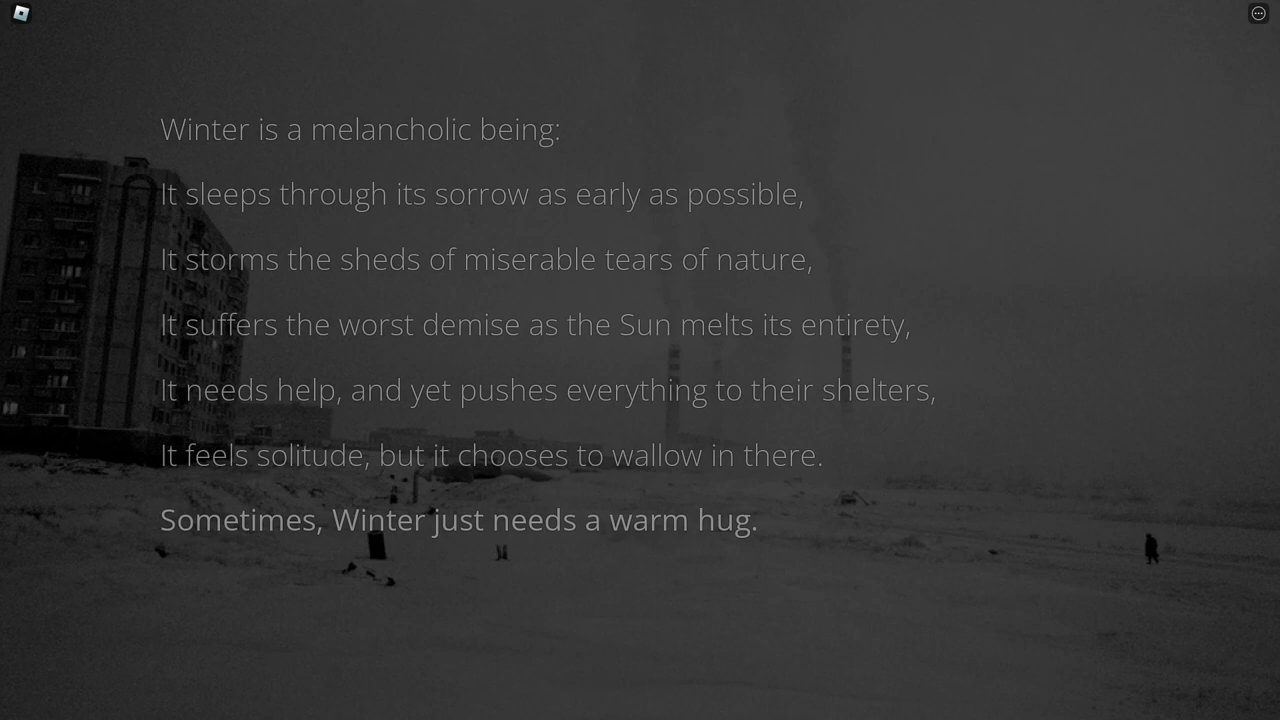 Winter is a melancholic being:
It sleeps through its sorrow as early as possible,
It storms the sheds of miserable tears of nature,
It suffers the worst demise as the Sun melts its entirety,
It needs help, and yet pushes everything to their shelters,
It feels solitude, but it chooses to wallow in there.
Sometimes, Winter just needs a warm hug.